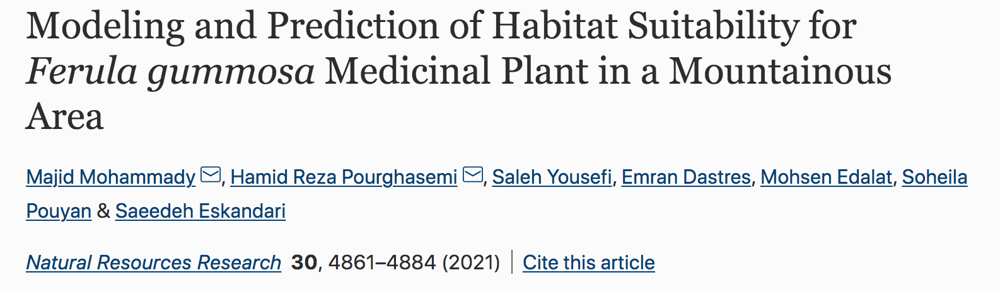 Modeling and Prediction of Habitat Suitability for
Ferula gummosa Medicinal Plant in a Mountainous
Area
Majid Mohammady, Hamid Reza Pourghasemi, Saleh Yousefi, Emran Dastres, Mohsen Edalat, Soheila
Pouyan & Saeedeh Eskandari
Natural Resources Research 30, 4861–4884 (2021) | Cite this article